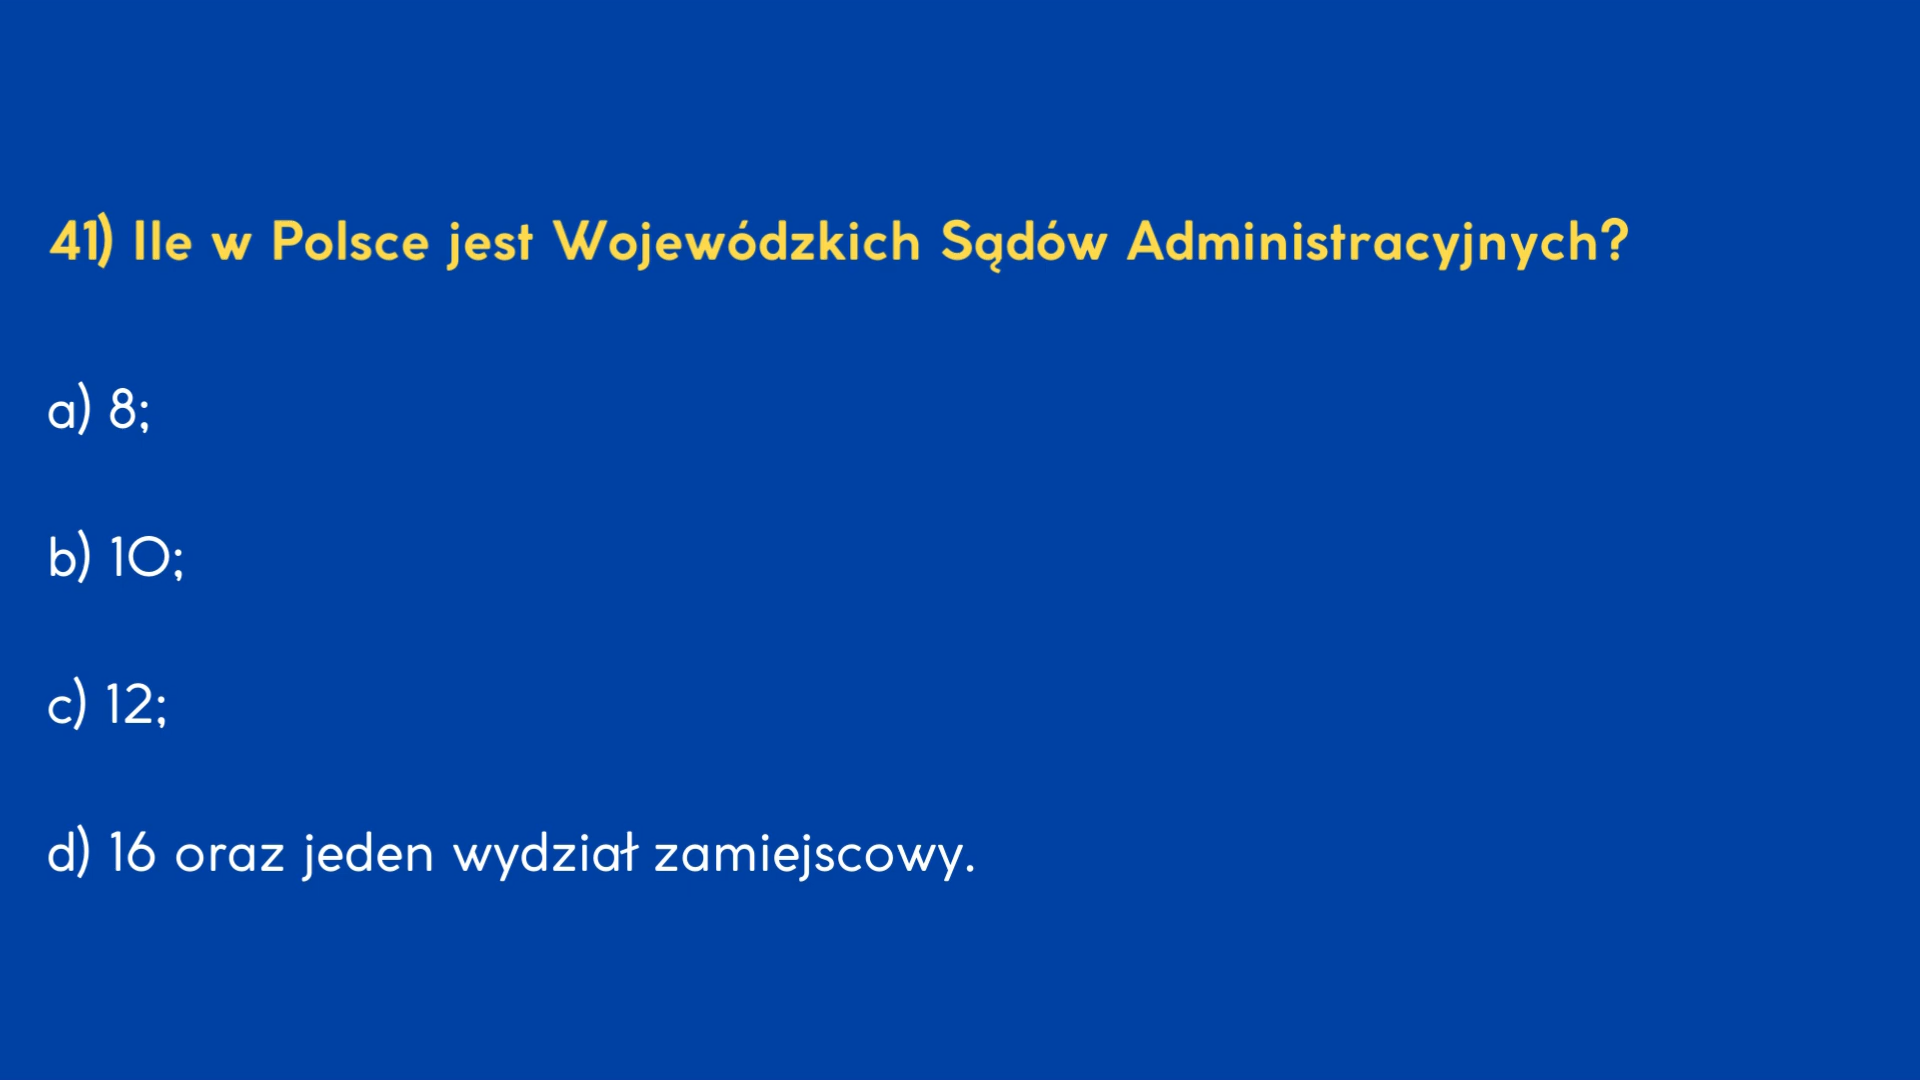 41) Ile w Polsce jest Wojewódzkich Sądów Administracyjnych?
a) 8;
b) 10;
c) 12;
d) 16 oraz jeden wydział zamiejscowy.